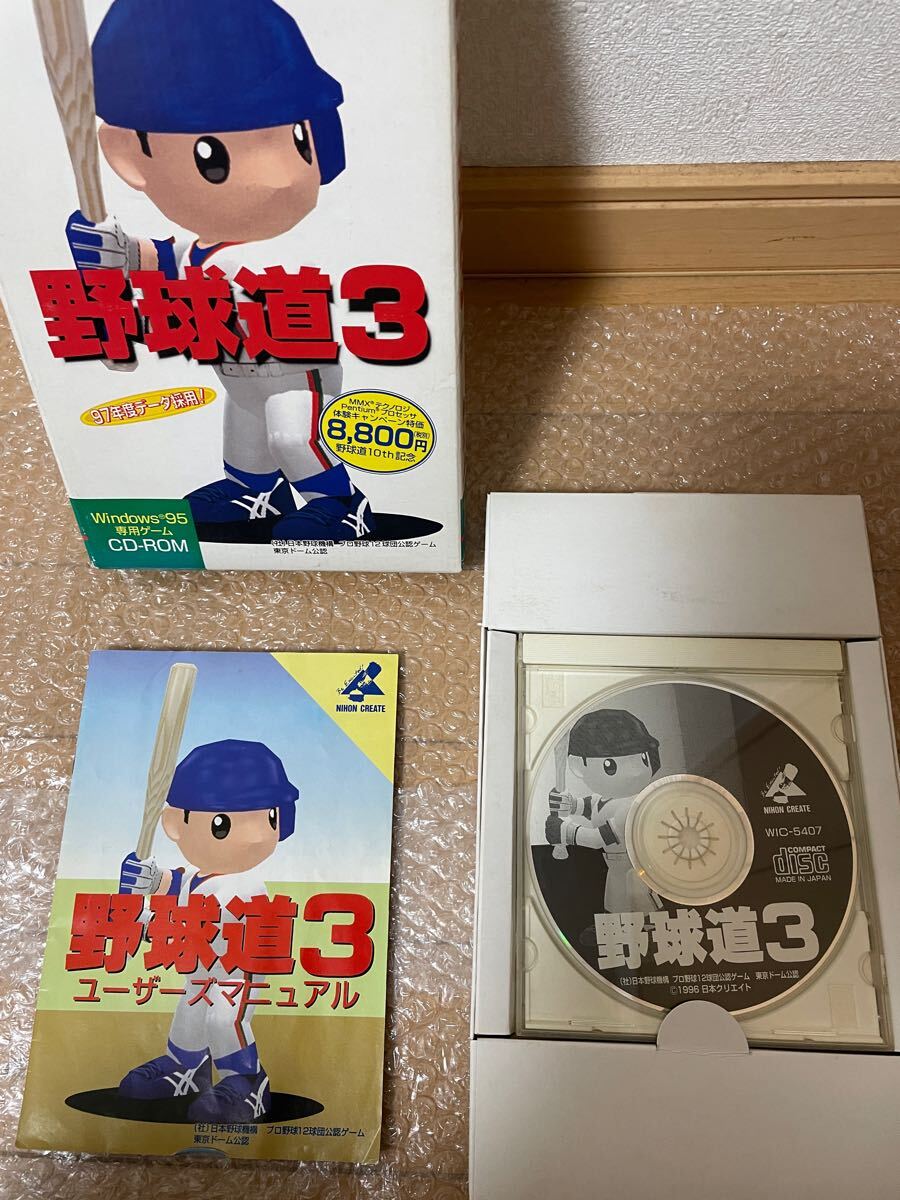 野球道3
97年度データ採用!
MMX®テクノロジ
Pentium®プロセッサ
体験キャンペーン特価
8,800円(税別)
野球道10th記念
Windows®95
専用ゲーム
CD-ROM
(社)日本野球機構 プロ野球12球団公認ゲーム
東京ドーム公認
NIHON CREATE
野球道3
ユーザーズマニュアル
(社)日本野球機構 プロ野球12球団公認ゲーム
東京ドーム公認
NIHON CREATE
WIC-5407
COMPACT
disc
MADE IN JAPAN
野球道3
(社)日本野球機構 プロ野球12球団公認ゲーム 東京ドーム公認
©1996 日本クリエイト